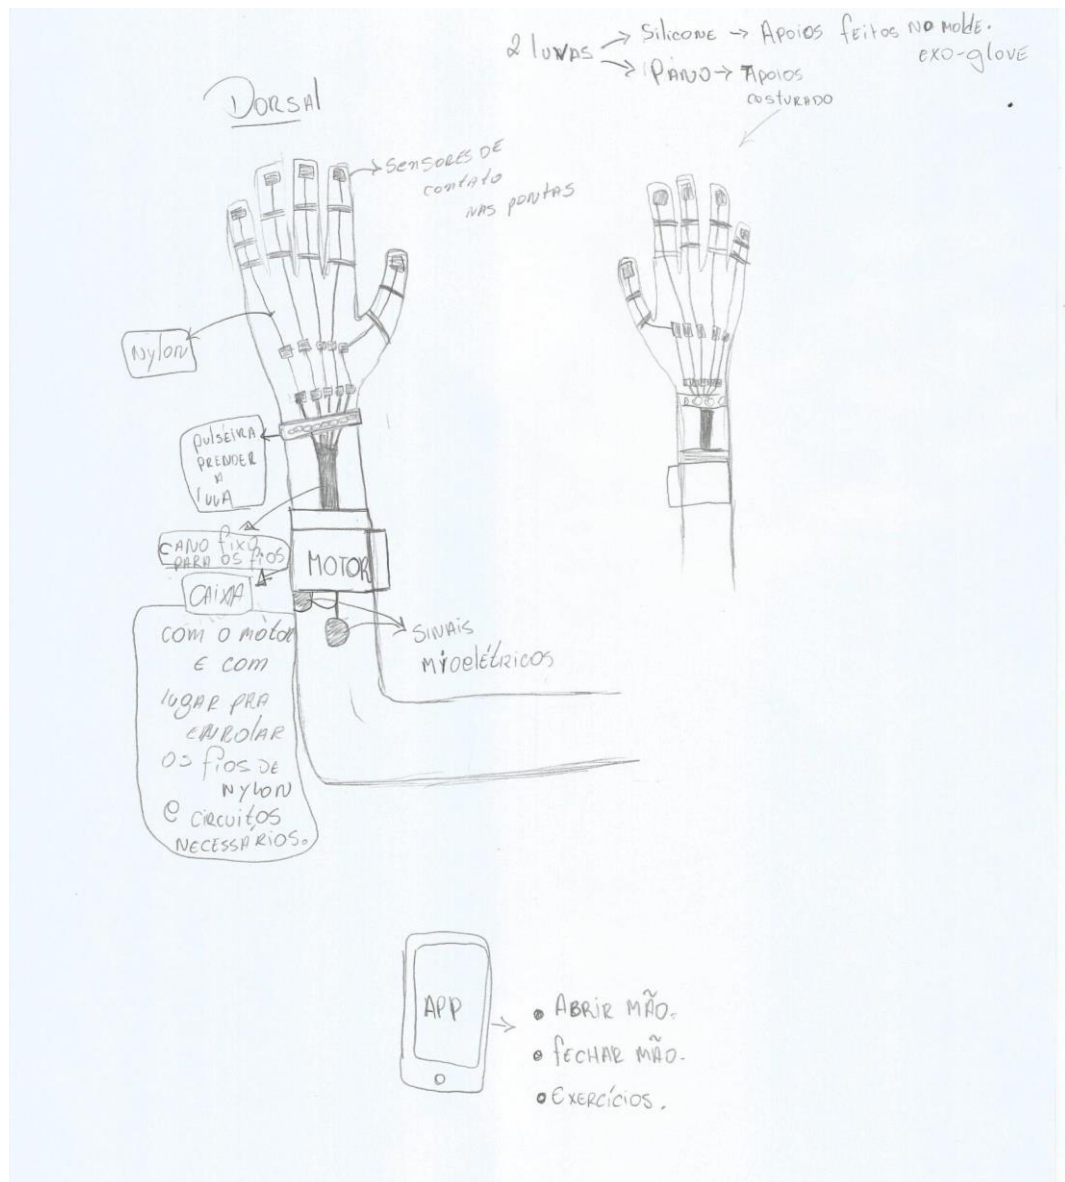 2 luvas → Silicone → Apoios feitos no molde.
exo-glove
→ Pano → Apoios
costurado
Dorsal
→ Sensores de
contato
nas pontas
Nylon
pulseira
prender
a
luva
cano fixo
para os fios
MOTOR
CAIXA
com o motor
e com
lugar pra
enrolar
os fios de
nylon
e circuitos
necessários.
Sinais
myoelétricos
APP
→ • Abrir mão.
• fechar mão.
• Exercícios.